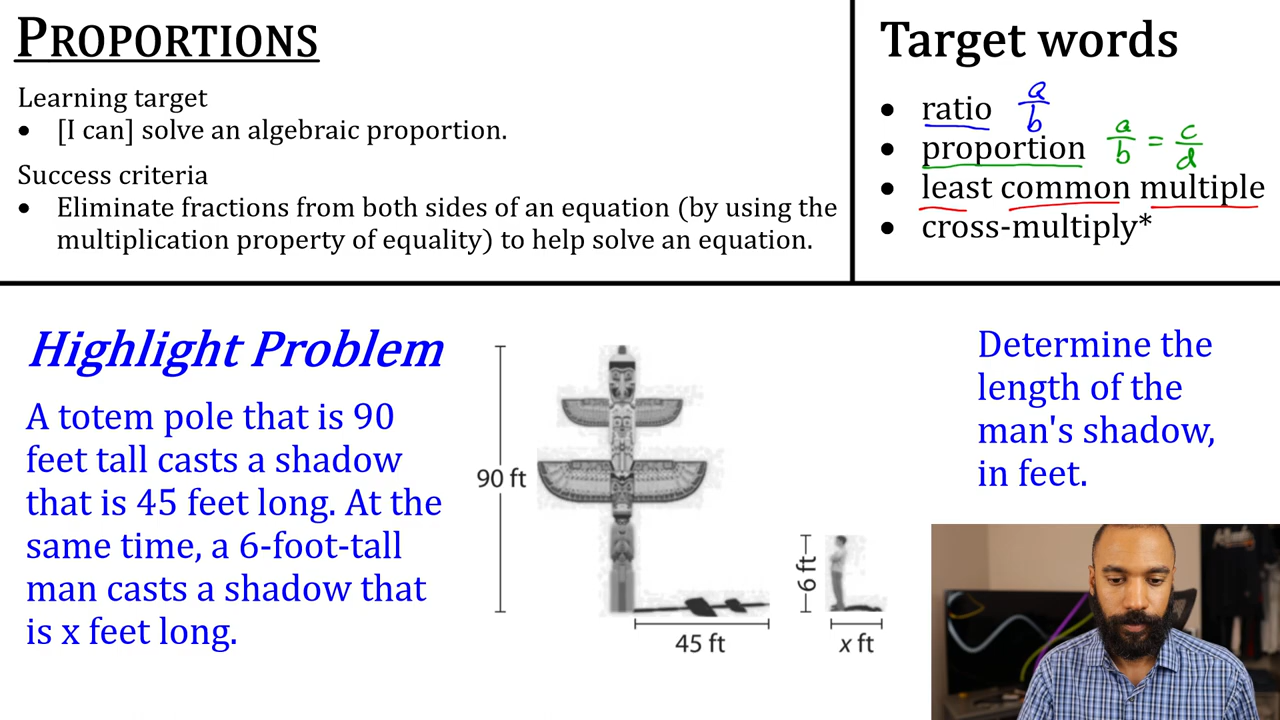 PROPORTIONS
Learning target
• [I can] solve an algebraic proportion.
Success criteria
• Eliminate fractions from both sides of an equation (by using the
multiplication property of equality) to help solve an equation.
Target words
• ratio a/b
• proportion a/b = c/d
• least common multiple
• cross-multiply*
Highlight Problem
A totem pole that is 90
feet tall casts a shadow
that is 45 feet long. At the
same time, a 6-foot-tall
man casts a shadow that
is x feet long.
90 ft
45 ft
6 ft
x ft
Determine the
length of the
man's shadow,
in feet.